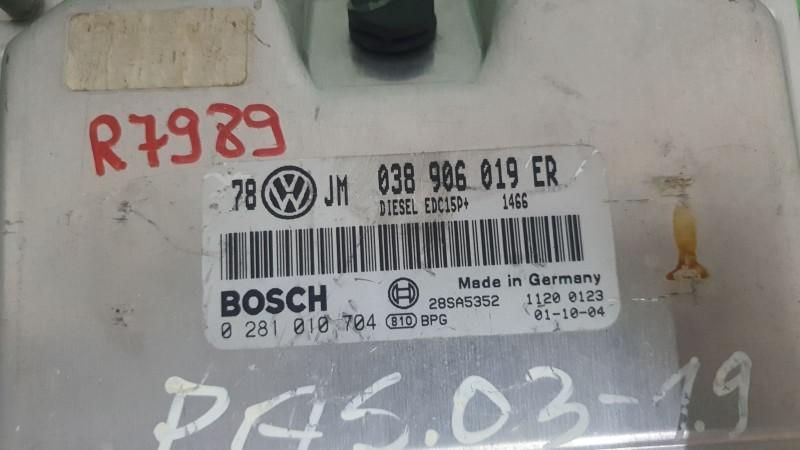 R7989
78 VW JM 038 906 019 ER
DIESEL EDC15P+ 1466
BOSCH Made in Germany
28SA5352 1120 0123
0 281 010 704 810 BPG 01-10-04
PAS.03-1.9